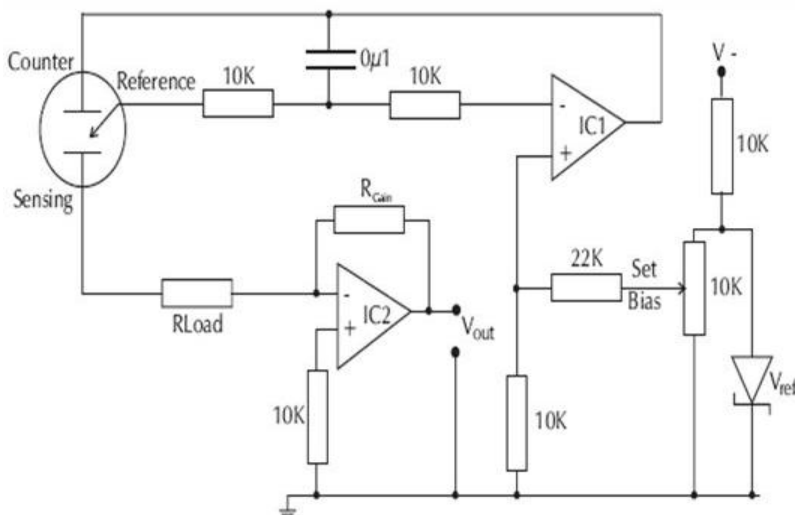 Counter
Reference
10K
0µ1
10K
-
IC1
+
V -
10K
Sensing
RGain
RLoad
-
IC2
+
Vout
22K
Set
Bias
10K
Vref
10K
10K